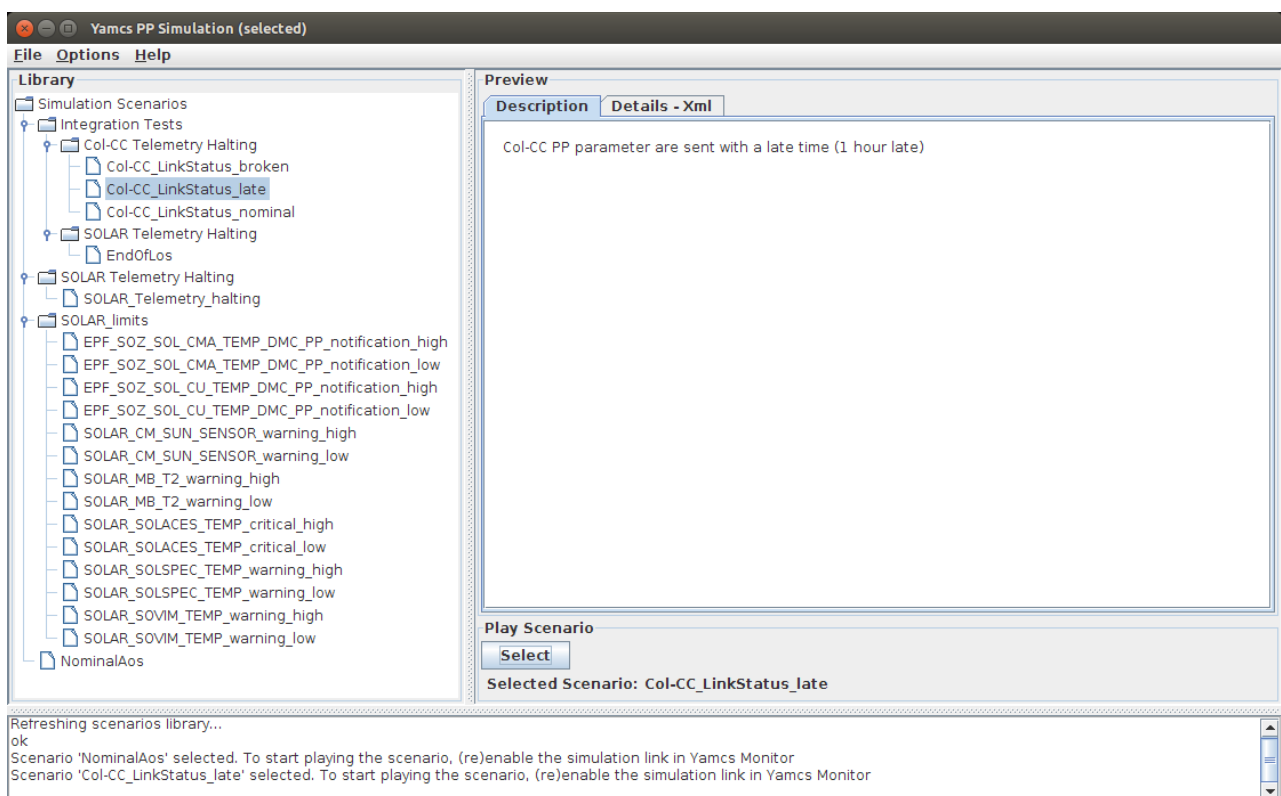 Yamcs PP Simulation (selected)
File Options Help
Library
Simulation Scenarios
Integration Tests
Col-CC Telemetry Halting
Col-CC_LinkStatus_broken
Col-CC_LinkStatus_late
Col-CC_LinkStatus_nominal
SOLAR Telemetry Halting
EndOfLos
SOLAR Telemetry Halting
SOLAR_Telemetry_halting
SOLAR_limits
EPF_SOZ_SOL_CMA_TEMP_DMC_PP_notification_high
EPF_SOZ_SOL_CMA_TEMP_DMC_PP_notification_low
EPF_SOZ_SOL_CU_TEMP_DMC_PP_notification_high
EPF_SOZ_SOL_CU_TEMP_DMC_PP_notification_low
SOLAR_CM_SUN_SENSOR_warning_high
SOLAR_CM_SUN_SENSOR_warning_low
SOLAR_MB_T2_warning_high
SOLAR_MB_T2_warning_low
SOLAR_SOLACES_TEMP_critical_high
SOLAR_SOLACES_TEMP_critical_low
SOLAR_SOLSPEC_TEMP_warning_high
SOLAR_SOLSPEC_TEMP_warning_low
SOLAR_SOVIM_TEMP_warning_high
SOLAR_SOVIM_TEMP_warning_low
NominalAos
Preview
Description Details - Xml
Col-CC PP parameter are sent with a late time (1 hour late)
Play Scenario
Select
Selected Scenario: Col-CC_LinkStatus_late
Refreshing scenarios library...
ok
Scenario 'NominalAos' selected. To start playing the scenario, (re)enable the simulation link in Yamcs Monitor
Scenario 'Col-CC_LinkStatus_late' selected. To start playing the scenario, (re)enable the simulation link in Yamcs Monitor